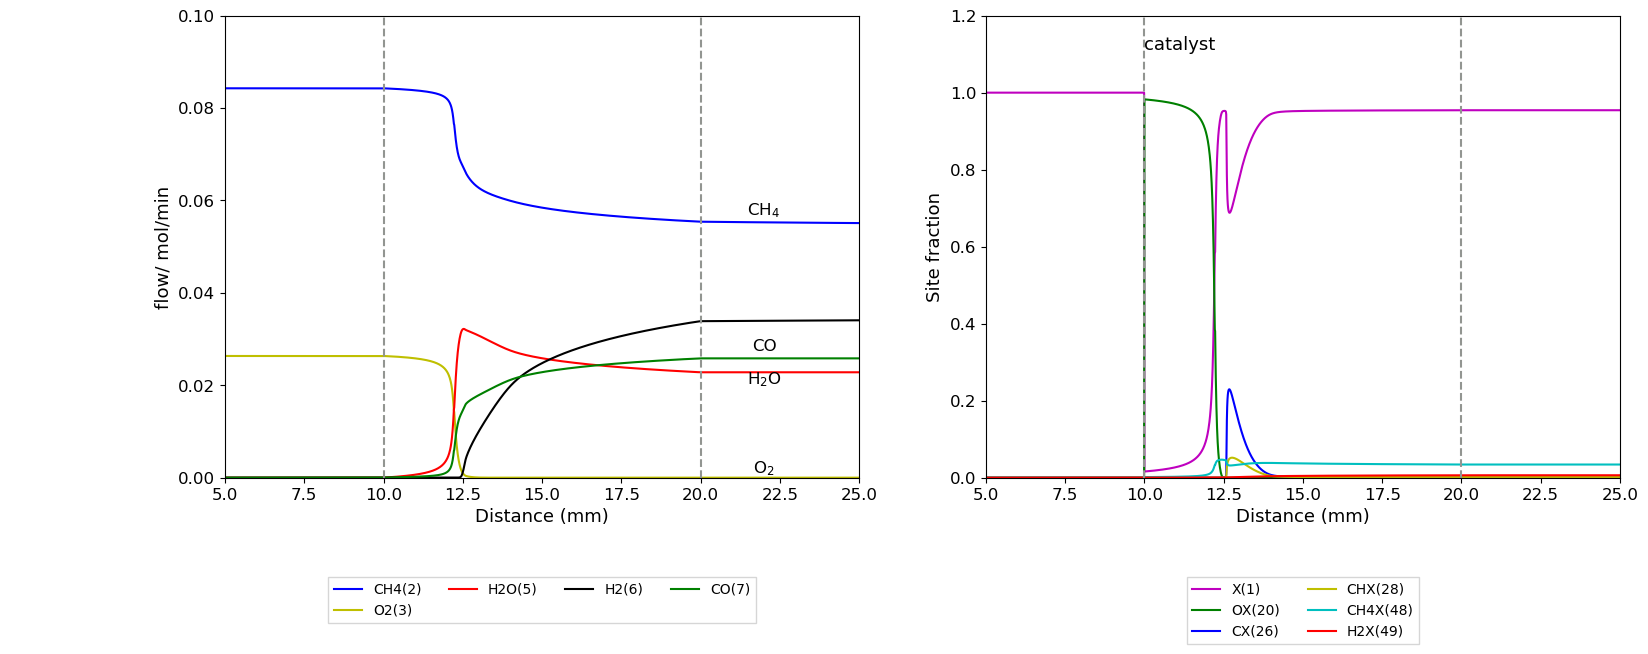 0.10
0.08
0.06
0.04
0.02
0.00
flow/ mol/min
CH4
CO
H2O
O2
5.0 7.5 10.0 12.5 15.0 17.5 20.0 22.5 25.0
Distance (mm)
CH4(2) H2O(5) H2(6) CO(7)
O2(3)
1.2
1.0
0.8
0.6
0.4
0.2
0.0
Site fraction
catalyst
5.0 7.5 10.0 12.5 15.0 17.5 20.0 22.5 25.0
Distance (mm)
X(1) CHX(28)
OX(20) CH4X(48)
CX(26) H2X(49)